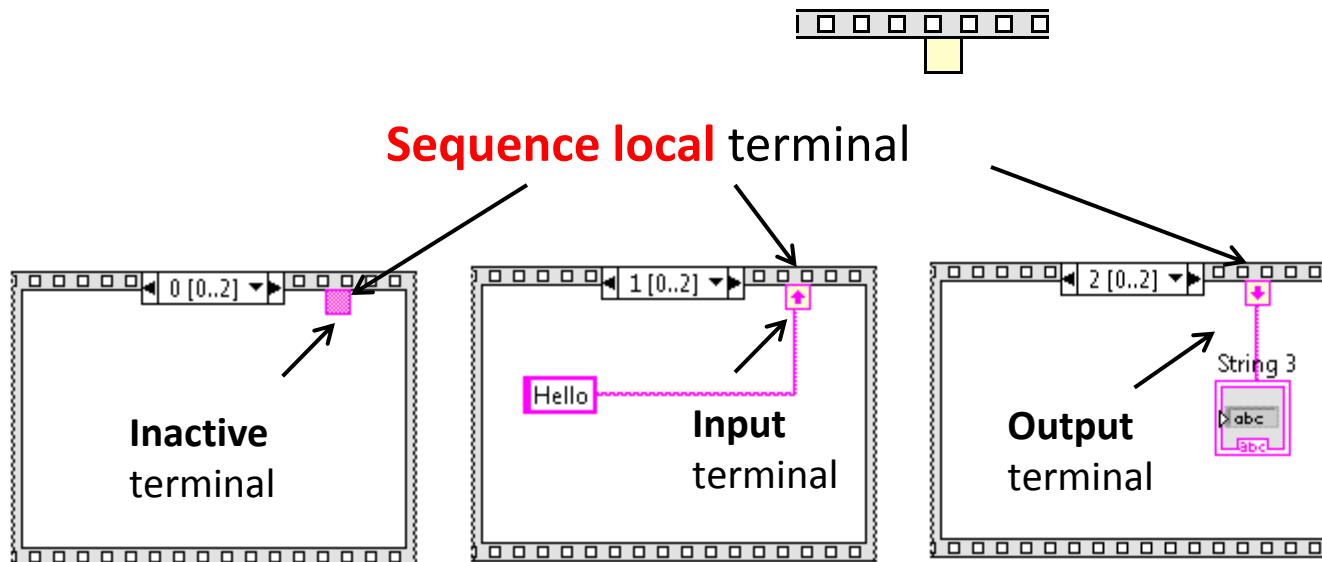 Sequence local terminal
0 [0..2]
Inactive
terminal
1 [0..2]
Hello
Input
terminal
2 [0..2]
String 3
abc
abc
Output
terminal